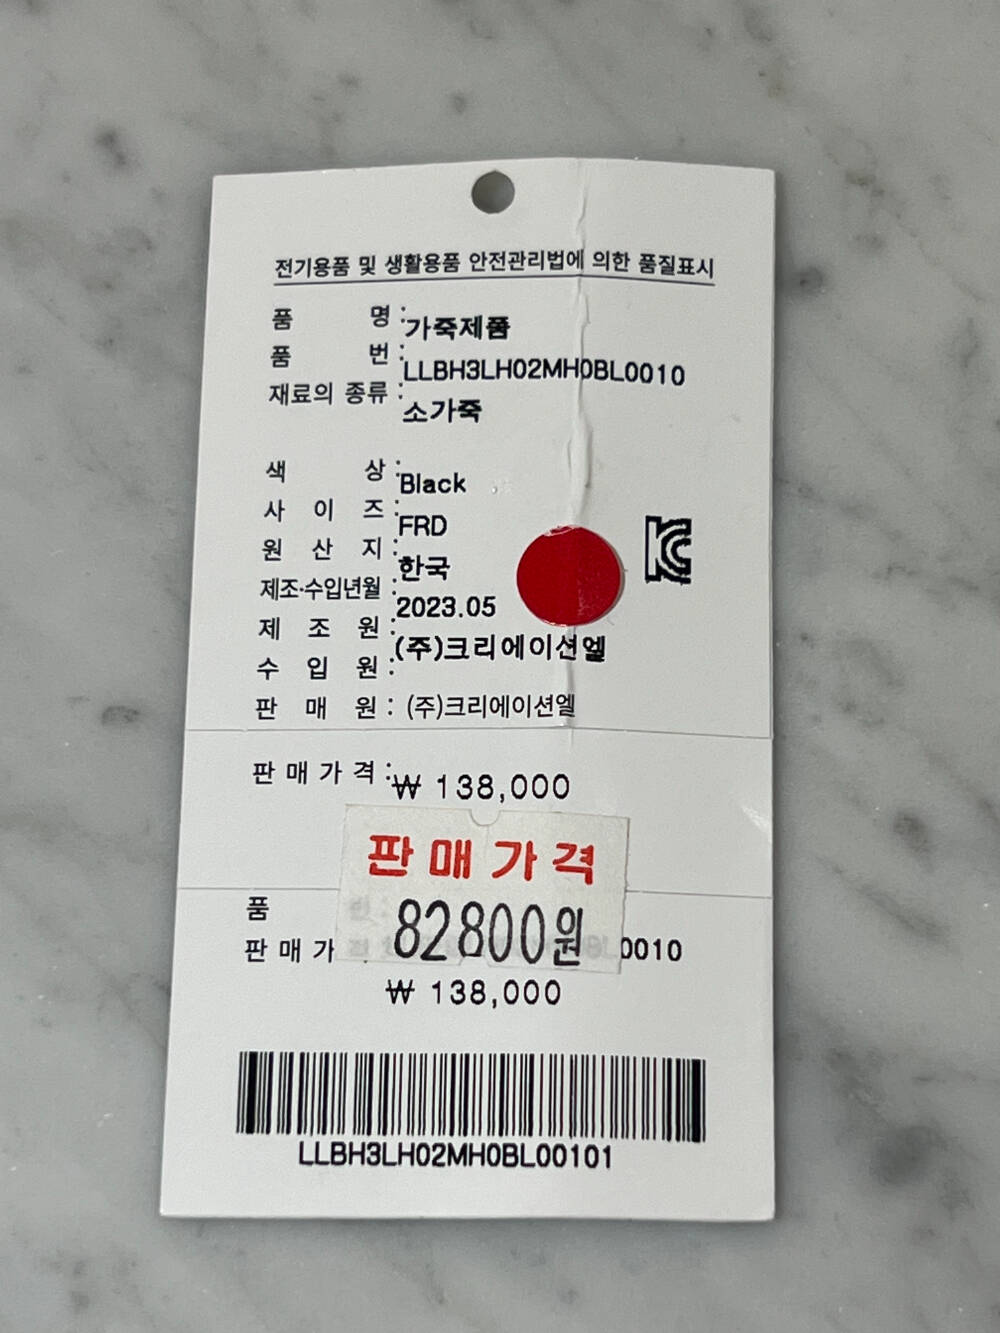 전기용품 및 생활용품 안전관리법에 의한 품질표시
품 명 : 가죽제품
품 번 : LLBH3LH02MH0BL0010
재료의 종류 : 소가죽
색 상 : Black
사 이 즈 : FRD
원 산 지 : 한국
제조·수입년월 : 2023.05
제 조 원 : (주)크리에이션엘
수 입 원 :
판 매 원 : (주)크리에이션엘
판 매 가 격 : ₩ 138,000
판매가격
82800원
품
판 매 가 0010
₩ 138,000
LLBH3LH02MH0BL00101